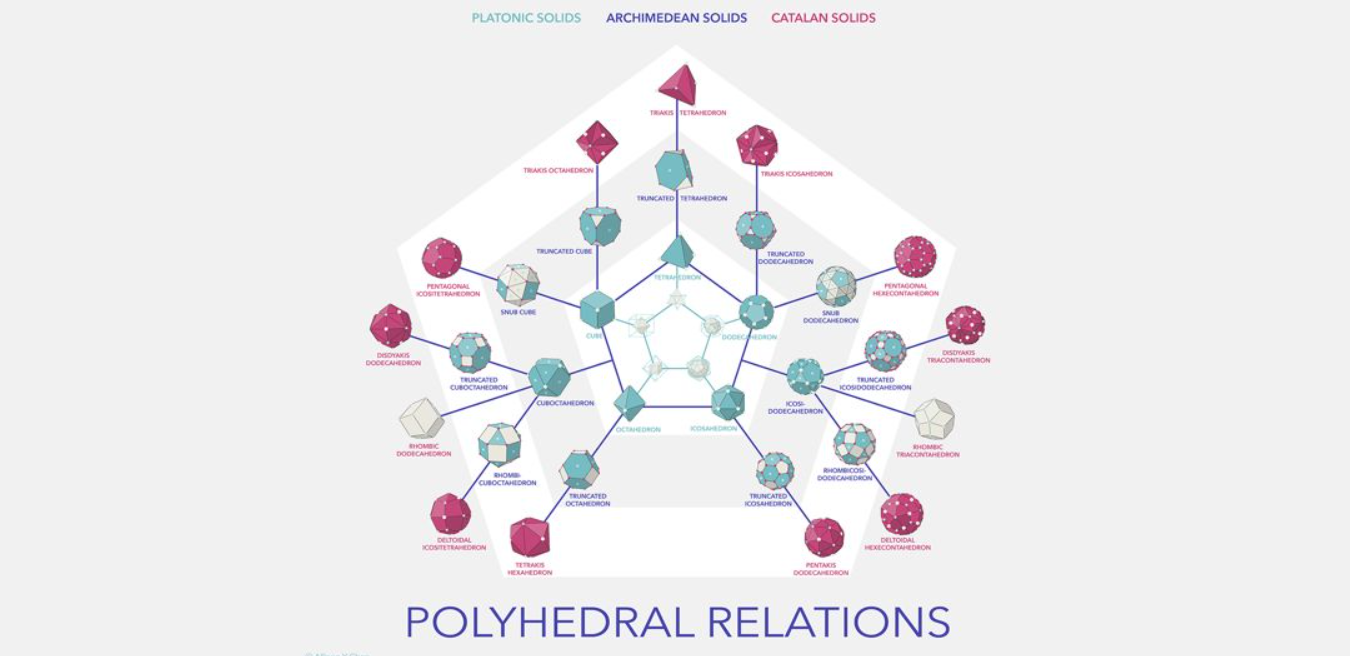 PLATONIC SOLIDS ARCHIMEDEAN SOLIDS CATALAN SOLIDS
TRIAKIS TETRAHEDRON
TRIAKIS OCTAHEDRON
TRIAKIS ICOSAHEDRON
TRUNCATED TETRAHEDRON
TRUNCATED CUBE
TRUNCATED
DODECAHEDRON
TETRAHEDRON
PENTAGONAL
ICOSITETRAHEDRON
PENTAGONAL
HEXECONTAHEDRON
SNUB CUBE
SNUB
DODECAHEDRON
CUBE
DODECAHEDRON
DISDYAKIS
DODECAHEDRON
DISDYAKIS
TRIACONTAHEDRON
TRUNCATED
CUBOCTAHEDRON
TRUNCATED
ICOSIDODECAHEDRON
CUBOCTAHEDRON
ICOSI-
DODECAHEDRON
OCTAHEDRON
ICOSAHEDRON
RHOMBIC
DODECAHEDRON
RHOMBIC
TRIACONTAHEDRON
RHOMBI-
CUBOCTAHEDRON
RHOMBICOSI-
DODECAHEDRON
TRUNCATED
OCTAHEDRON
TRUNCATED
ICOSAHEDRON
DELTOIDAL
ICOSITETRAHEDRON
DELTOIDAL
HEXECONTAHEDRON
TETRAKIS
HEXAHEDRON
PENTAKIS
DODECAHEDRON
POLYHEDRAL RELATIONS